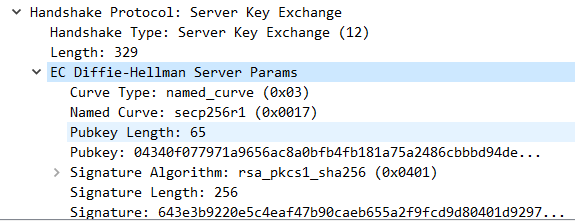 Handshake Protocol: Server Key Exchange
Handshake Type: Server Key Exchange (12)
Length: 329
EC Diffie-Hellman Server Params
Curve Type: named_curve (0x03)
Named Curve: secp256r1 (0x0017)
Pubkey Length: 65
Pubkey: 04340f077971a9656ac8a0bfb4fb181a75a2486cbbbd94de...
Signature Algorithm: rsa_pkcs1_sha256 (0x0401)
Signature Length: 256
Signature: 643e3b9220e5c4eaf47b90caeb655a2f9fcd9d80401d9297...